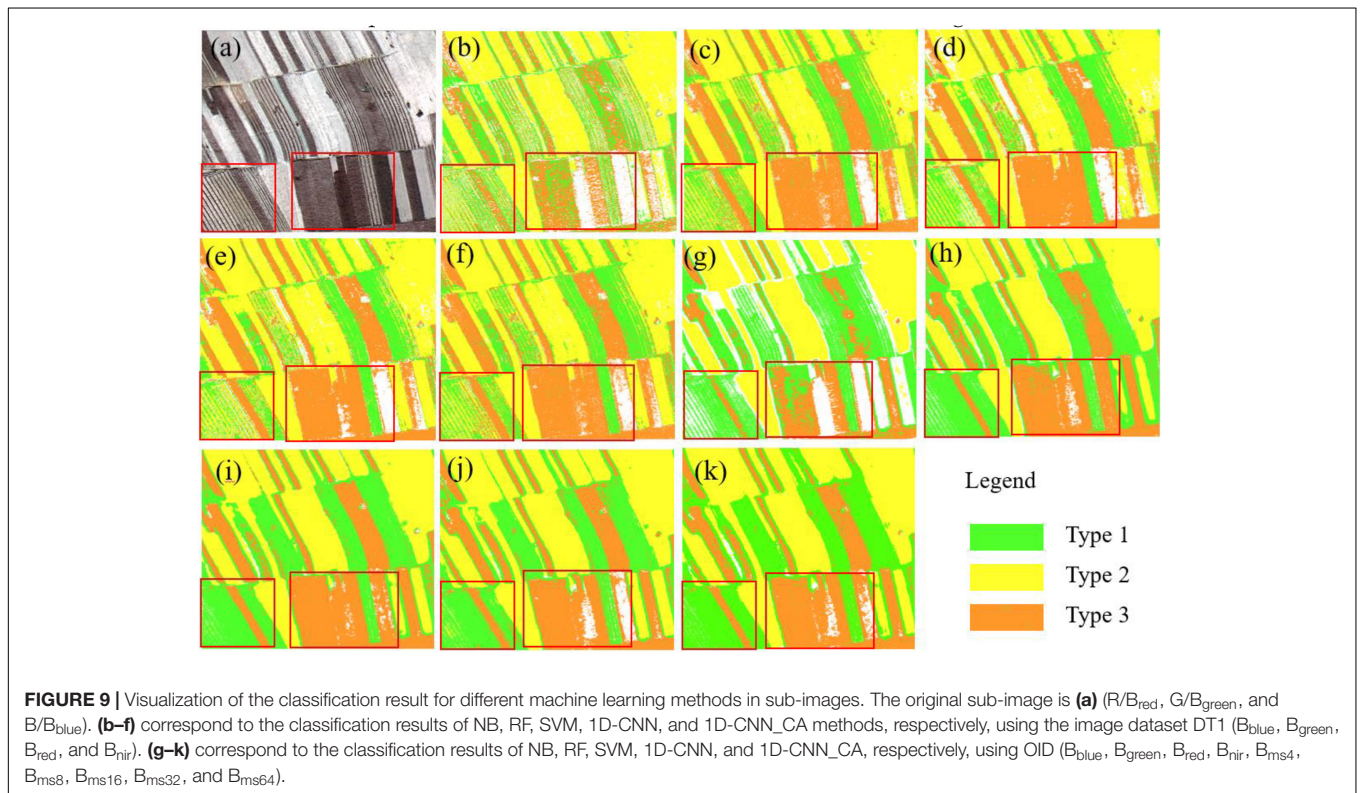 (a)
(b)
(c)
(d)
(e)
(f)
(g)
(h)
(i)
(j)
(k)
Legend
Type 1
Type 2
Type 3
FIGURE 9 | Visualization of the classification result for different machine learning methods in sub-images. The original sub-image is (a) (R/Bred, G/Bgreen, and
B/Bblue). (b–f) correspond to the classification results of NB, RF, SVM, 1D-CNN, and 1D-CNN_CA methods, respectively, using the image dataset DT1 (Bblue, Bgreen,
Bred, and Bnir). (g–k) correspond to the classification results of NB, RF, SVM, 1D-CNN, and 1D-CNN_CA, respectively, using OID (Bblue, Bgreen, Bred, Bnir, Bms4,
Bms8, Bms16, Bms32, and Bms64).